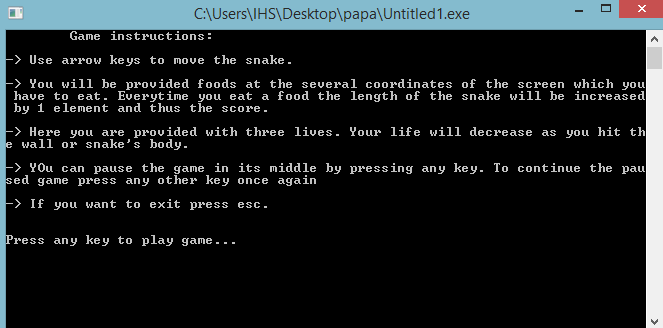 C:\Users\IHS\Desktop\papa\Untitled1.exe
Game instructions:
-> Use arrow keys to move the snake.
-> You will be provided foods at the several coordinates of the screen which you
have to eat. Everytime you eat a food the length of the snake will be increased
by 1 element and thus the score.
-> Here you are provided with three lives. Your life will decrease as you hit th
e wall or snake's body.
-> YOu can pause the game in its middle by pressing any key. To continue the pau
sed game press any other key once again
-> If you want to exit press esc.
Press any key to play game...